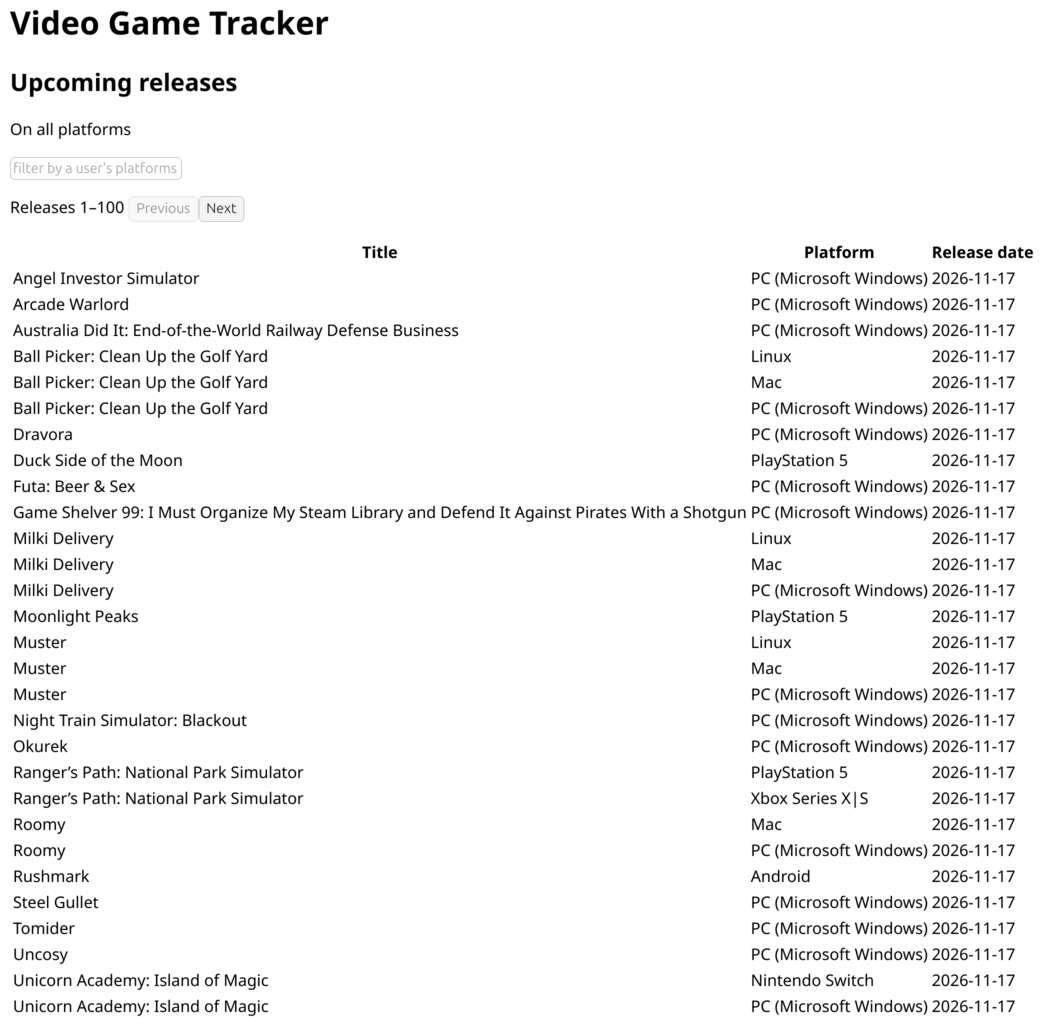 Video Game Tracker
Upcoming releases
On all platforms
filter by a user's platforms
Releases 1–100 Previous Next
Title Platform Release date
Angel Investor Simulator PC (Microsoft Windows) 2026-11-17
Arcade Warlord PC (Microsoft Windows) 2026-11-17
Australia Did It: End-of-the-World Railway Defense Business PC (Microsoft Windows) 2026-11-17
Ball Picker: Clean Up the Golf Yard Linux 2026-11-17
Ball Picker: Clean Up the Golf Yard Mac 2026-11-17
Ball Picker: Clean Up the Golf Yard PC (Microsoft Windows) 2026-11-17
Dravora PC (Microsoft Windows) 2026-11-17
Duck Side of the Moon PlayStation 5 2026-11-17
Futa: Beer & Sex PC (Microsoft Windows) 2026-11-17
Game Shelver 99: I Must Organize My Steam Library and Defend It Against Pirates With a Shotgun PC (Microsoft Windows) 2026-11-17
Milki Delivery Linux 2026-11-17
Milki Delivery Mac 2026-11-17
Milki Delivery PC (Microsoft Windows) 2026-11-17
Moonlight Peaks PlayStation 5 2026-11-17
Muster Linux 2026-11-17
Muster Mac 2026-11-17
Muster PC (Microsoft Windows) 2026-11-17
Night Train Simulator: Blackout PC (Microsoft Windows) 2026-11-17
Okurek PC (Microsoft Windows) 2026-11-17
Ranger’s Path: National Park Simulator PlayStation 5 2026-11-17
Ranger’s Path: National Park Simulator Xbox Series X|S 2026-11-17
Roomy Mac 2026-11-17
Roomy PC (Microsoft Windows) 2026-11-17
Rushmark Android 2026-11-17
Steel Gullet PC (Microsoft Windows) 2026-11-17
Tomider PC (Microsoft Windows) 2026-11-17
Uncosy PC (Microsoft Windows) 2026-11-17
Unicorn Academy: Island of Magic Nintendo Switch 2026-11-17
Unicorn Academy: Island of Magic PC (Microsoft Windows) 2026-11-17